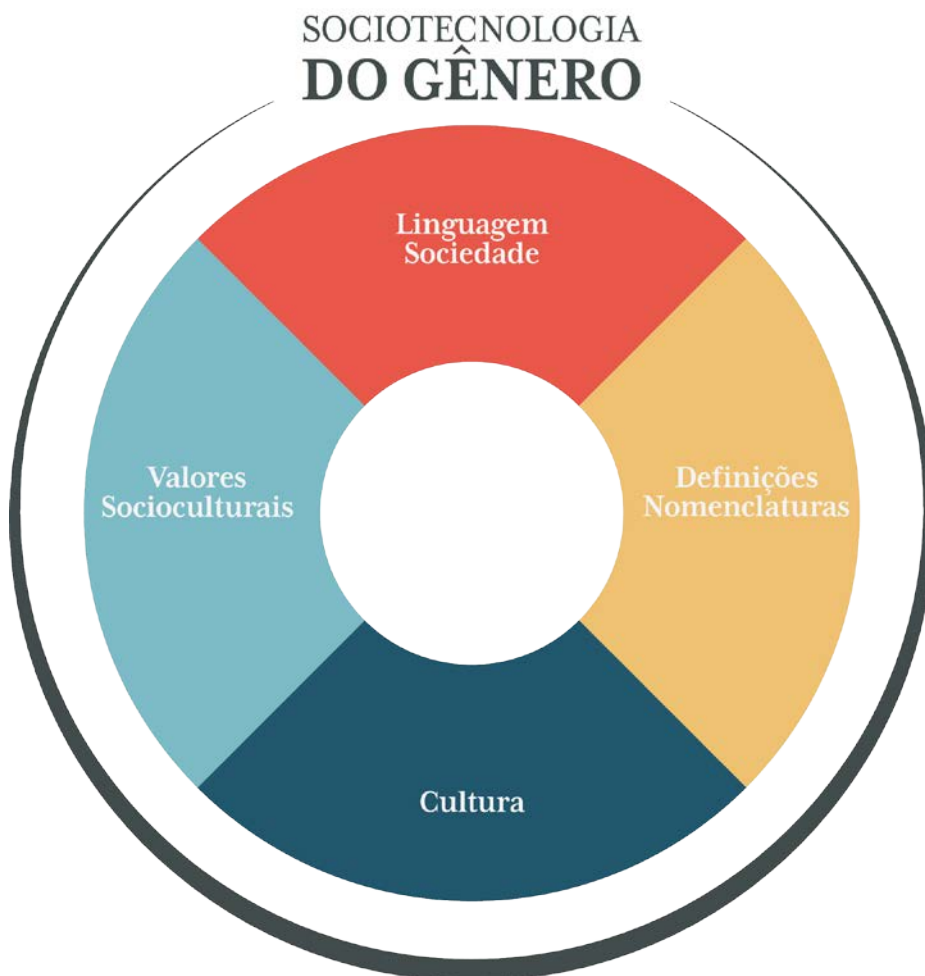 SOCIOTECNOLOGIA
DO GÊNERO
Linguagem
Sociedade
Valores
Socioculturais
Definições
Nomenclaturas
Cultura